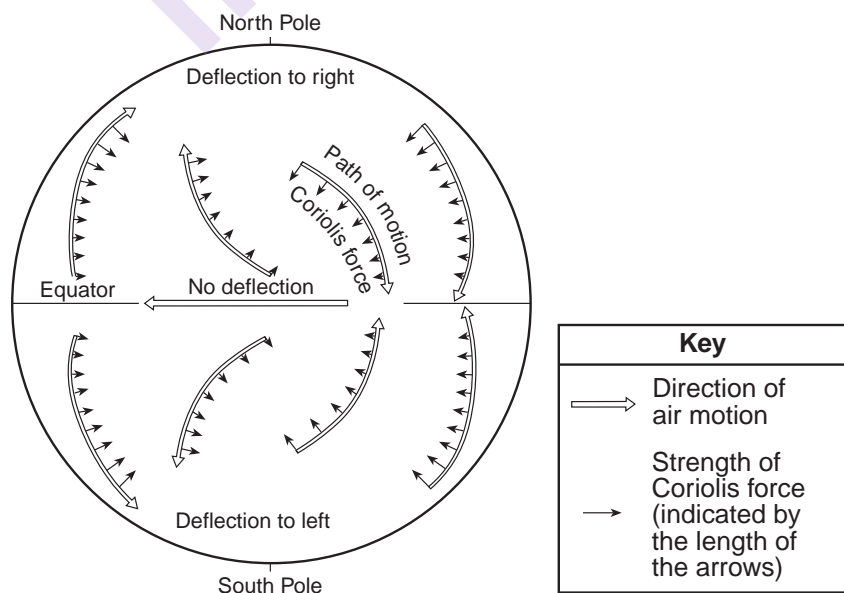 North Pole
Deflection to right
Path of motion
Coriolis force
Equator
No deflection
Deflection to left
South Pole
Key
Direction of
air motion
Strength of
Coriolis force
(indicated by
the length of
the arrows)